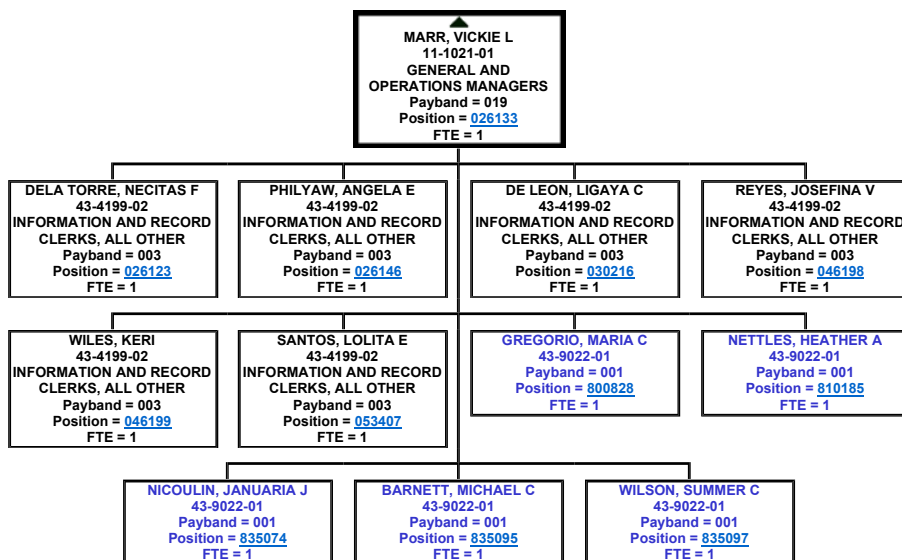 MARR, VICKIE L
11-1021-01
GENERAL AND
OPERATIONS MANAGERS
Payband = 019
Position = 026133
FTE = 1
DELA TORRE, NECITAS F
43-4199-02
INFORMATION AND RECORD
CLERKS, ALL OTHER
Payband = 003
Position = 026123
FTE = 1
PHILYAW, ANGELA E
43-4199-02
INFORMATION AND RECORD
CLERKS, ALL OTHER
Payband = 003
Position = 026146
FTE = 1
DE LEON, LIGAYA C
43-4199-02
INFORMATION AND RECORD
CLERKS, ALL OTHER
Payband = 003
Position = 030216
FTE = 1
REYES, JOSEFINA V
43-4199-02
INFORMATION AND RECORD
CLERKS, ALL OTHER
Payband = 003
Position = 046198
FTE = 1
WILES, KERI
43-4199-02
INFORMATION AND RECORD
CLERKS, ALL OTHER
Payband = 003
Position = 046199
FTE = 1
SANTOS, LOLITA E
43-4199-02
INFORMATION AND RECORD
CLERKS, ALL OTHER
Payband = 003
Position = 053407
FTE = 1
GREGORIO, MARIA C
43-9022-01
Payband = 001
Position = 800828
FTE = 1
NETTLES, HEATHER A
43-9022-01
Payband = 001
Position = 810185
FTE = 1
NICOULIN, JANUARIA J
43-9022-01
Payband = 001
Position = 835074
FTE = 1
BARNETT, MICHAEL C
43-9022-01
Payband = 001
Position = 835095
FTE = 1
WILSON, SUMMER C
43-9022-01
Payband = 001
Position = 835097
FTE = 1